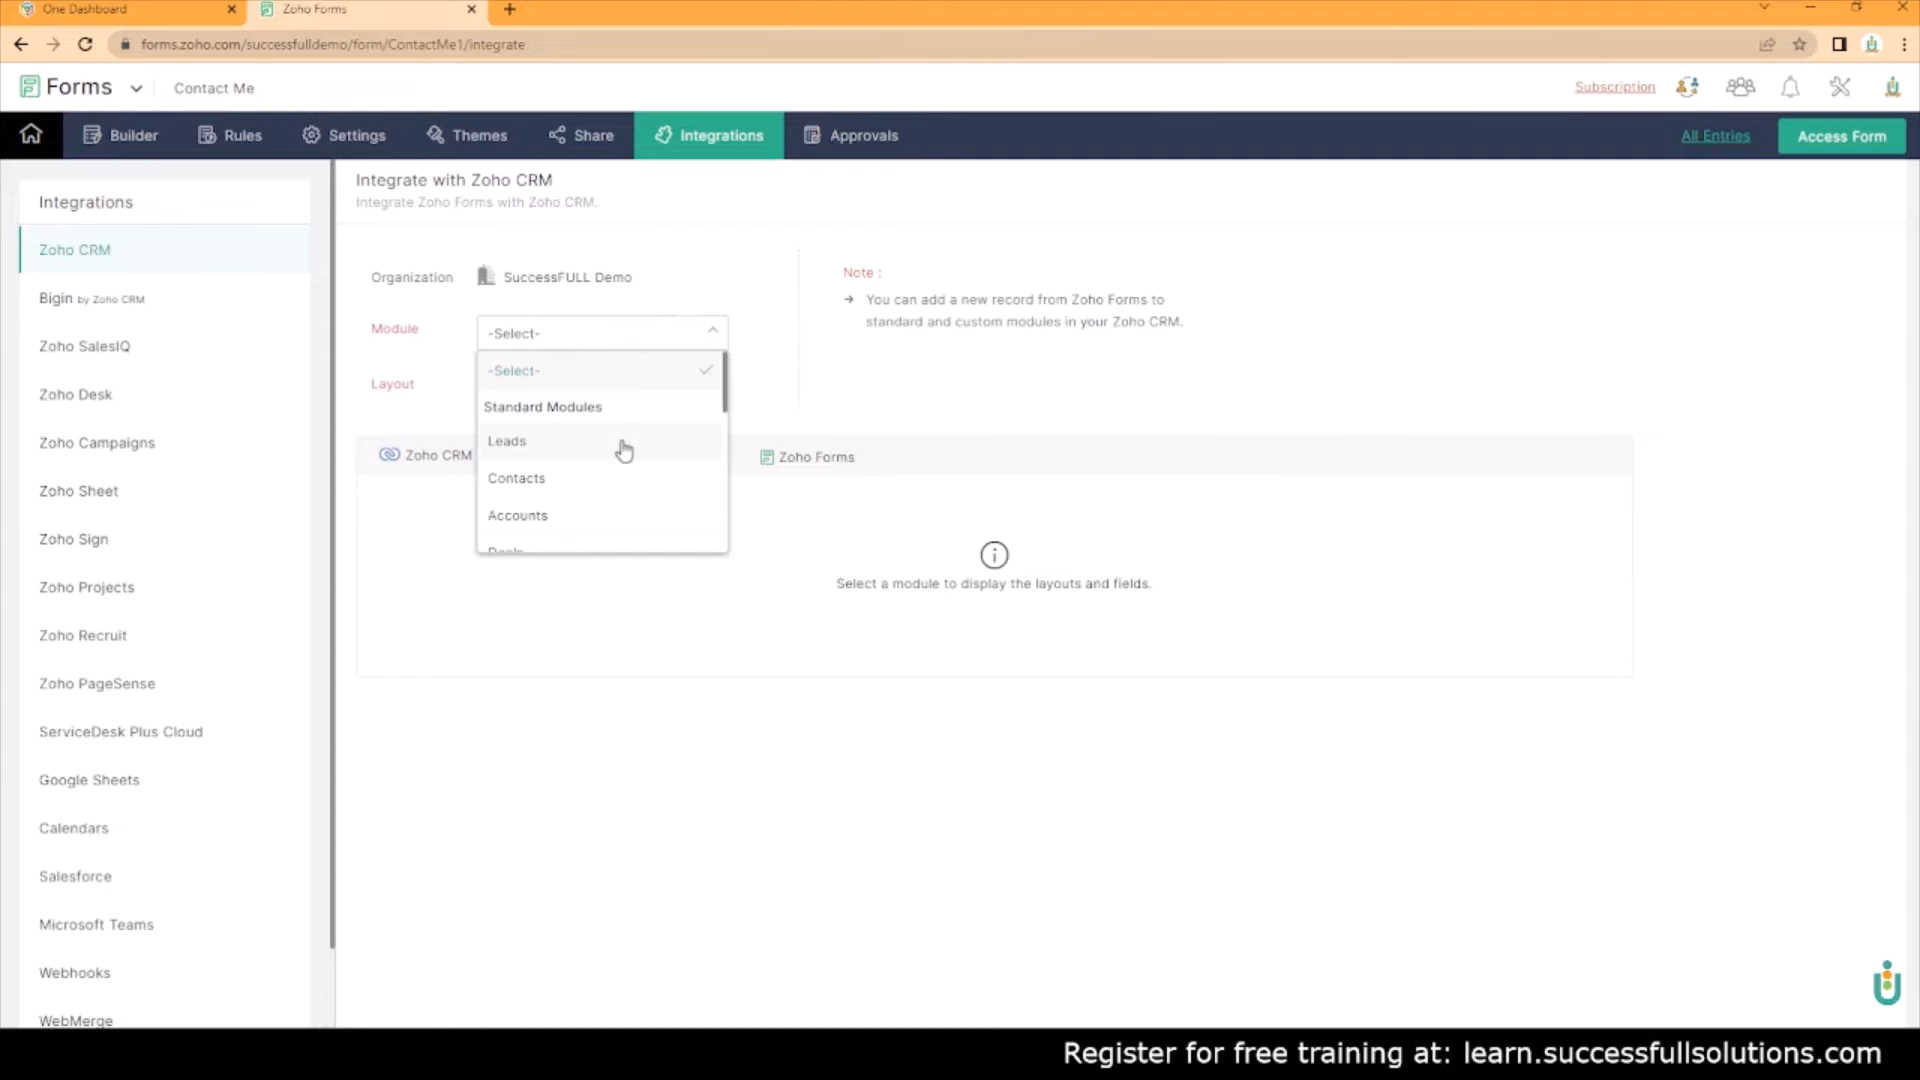 One Dashboard
Zoho Forms
forms.zoho.com/successfulldemo/form/ContactMe1/integrate
Forms
Contact Me
Subscription
Builder
Rules
Settings
Themes
Share
Integrations
Approvals
All Entries
Access Form
Integrations
Zoho CRM
Bigin by Zoho CRM
Zoho SalesIQ
Zoho Desk
Zoho Campaigns
Zoho Sheet
Zoho Sign
Zoho Projects
Zoho Recruit
Zoho PageSense
ServiceDesk Plus Cloud
Google Sheets
Calendars
Salesforce
Microsoft Teams
Webhooks
WebMerge
Integrate with Zoho CRM
Integrate Zoho Forms with Zoho CRM.
Organization
SuccessFULL Demo
Module
-Select-
-Select-
Standard Modules
Leads
Contacts
Accounts
Deals
Layout
Note :
You can add a new record from Zoho Forms to
standard and custom modules in your Zoho CRM.
Zoho CRM
Zoho Forms
Select a module to display the layouts and fields.
Register for free training at: learn.successfullsolutions.com